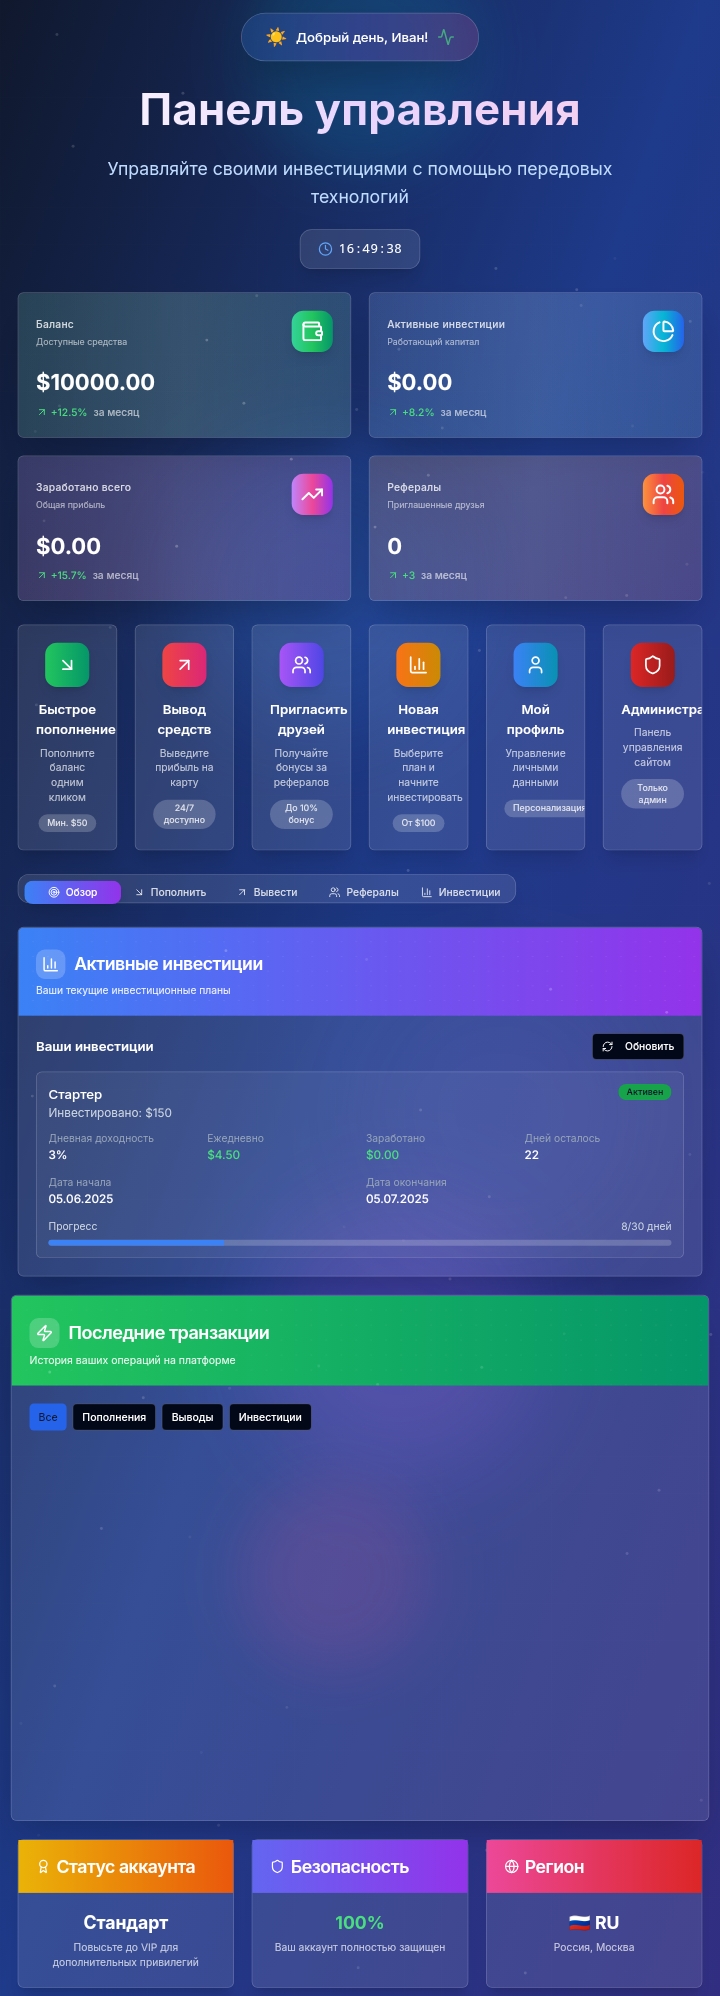 Добрый день, Иван!
Панель управления
Управляйте своими инвестициями с помощью передовых
технологий
16:49:38
Баланс
Доступные средства
$10000.00
+12.5% за месяц
Активные инвестиции
Работающий капитал
$0.00
+8.2% за месяц
Заработано всего
Общая прибыль
$0.00
+15.7% за месяц
Рефералы
Приглашенные друзья
0
+3 за месяц
Быстрое
пополнение
Пополните
баланс
одним
кликом
Мин. $50
Вывод
средств
Выведите
прибыль на
карту
24/7
доступно
Пригласить
друзей
Получайте
бонусы за
рефералов
До 10%
бонус
Новая
инвестиция
Выберите
план и
начните
инвестировать
От $100
Мой
профиль
Управление
личными
данными
Персонализация
Администра
Панель
управления
сайтом
Только
админ
Обзор
Пополнить
Вывести
Рефералы
Инвестиции
Активные инвестиции
Ваши текущие инвестиционные планы
Ваши инвестиции
Обновить
Стартер
Активен
Инвестировано: $150
Дневная доходность
3%
Ежедневно
$4.50
Заработано
$0.00
Дней осталось
22
Дата начала
05.06.2025
Дата окончания
05.07.2025
Прогресс
8/30 дней
Последние транзакции
История ваших операций на платформе
Все
Пополнения
Выводы
Инвестиции
Статус аккаунта
Стандарт
Повысьте до VIP для
дополнительных привилегий
Безопасность
100%
Ваш аккаунт полностью защищен
Регион
🇷🇺 RU
Россия, Москва